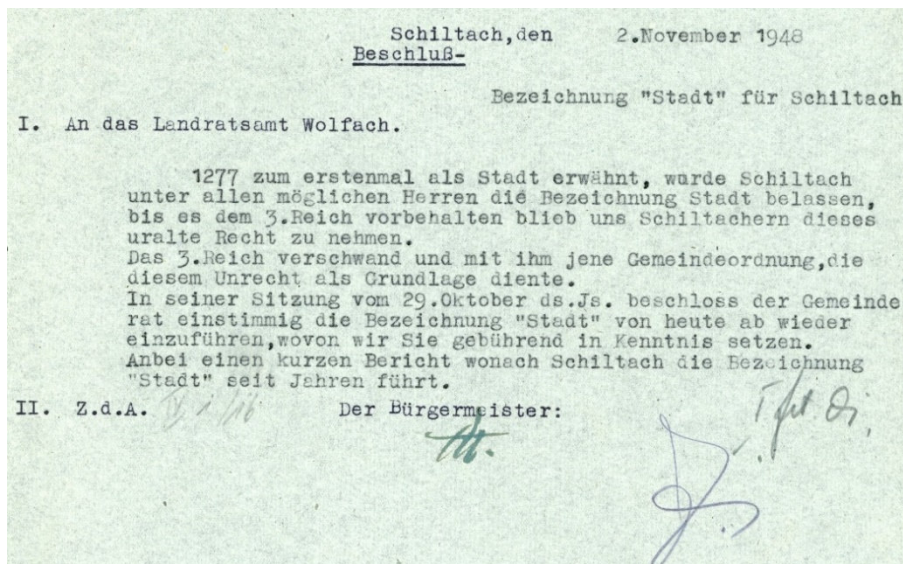 Schiltach,den 2.November 1948
Beschluß-
Bezeichnung "Stadt" für Schiltach
I. An das Landratsamt Wolfach.
1277 zum erstenmal als Stadt erwähnt, wurde Schiltach
unter allen möglichen Herren die Bezeichnung Stadt belassen,
bis es dem 3.Reich vorbehalten blieb uns Schiltachern dieses
uralte Recht zu nehmen.
Das 3.Reich verschwand und mit ihm jene Gemeindeordnung,die
diesem Unrecht als Grundlage diente.
In seiner Sitzung vom 29.Oktober ds.Js. beschloss der Gemeinde
rat einstimmig die Bezeichnung "Stadt" von heute ab wieder
einzuführen,wovon wir Sie gebührend in Kenntnis setzen.
Anbei einen kurzen Bericht wonach Schiltach die Bezeichnung
"Stadt" seit Jahren führt.
II. Z.d.A. Der Bürgermeister: